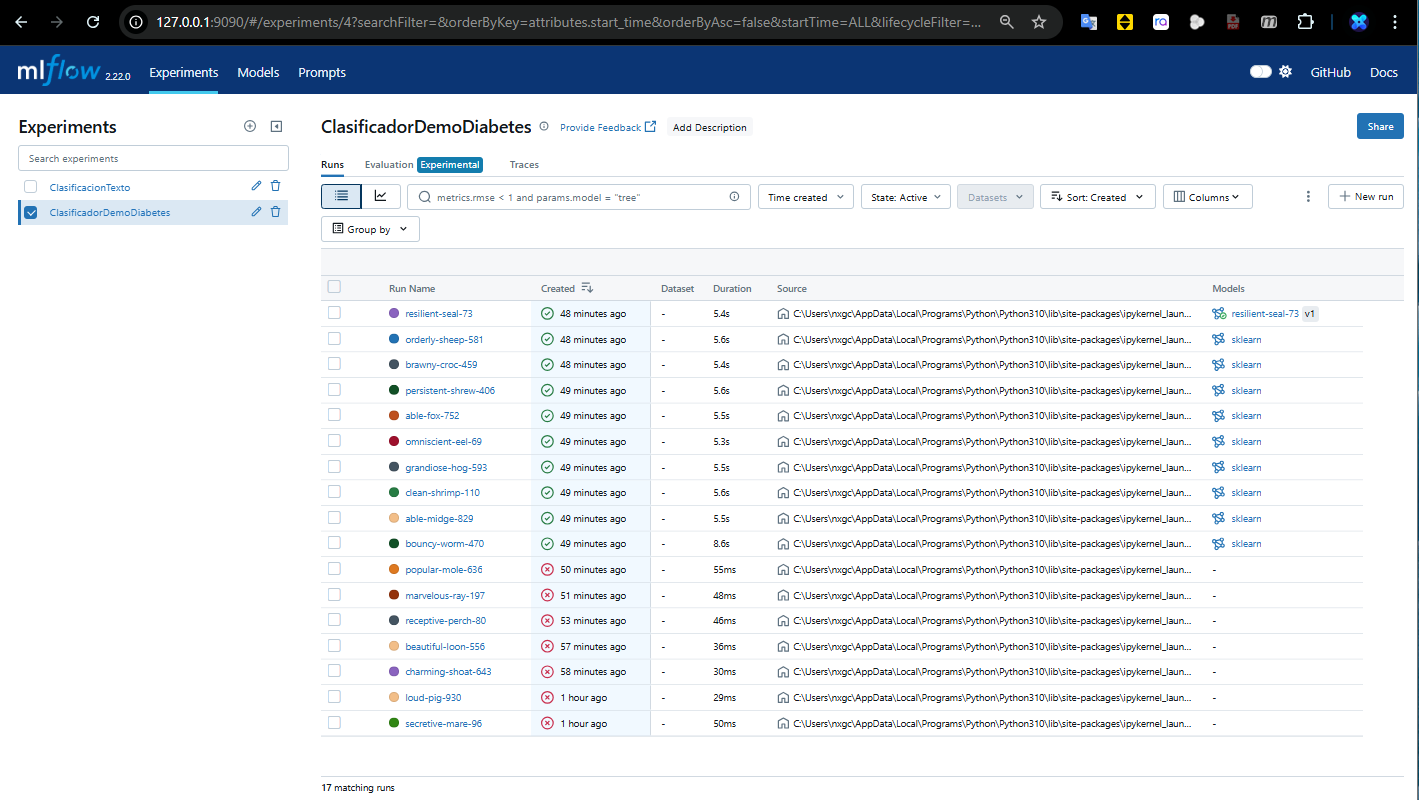 127.0.0.1:9090/#/experiments/4?searchFilter=&orderByKey=attributes.start_time&orderByAsc=false&startTime=ALL&lifecycleFilter=...
mlflow 2.22.0 Experiments Models Prompts GitHub Docs
Experiments
Search experiments
ClasificacionTexto
ClasificadorDemoDiabetes
ClasificadorDemoDiabetes Provide Feedback Add Description Share
Runs Evaluation Experimental Traces
metrics.rmse < 1 and params.model = "tree" Time created State: Active Datasets Sort: Created Columns New run
Group by
Run Name Created Dataset Duration Source Models
resilient-seal-73 48 minutes ago - 5.4s C:\Users\nxgc\AppData\Local\Programs\Python\Python310\lib\site-packages\ipykernel_laun... resilient-seal-73 v1
orderly-sheep-581 48 minutes ago - 5.6s C:\Users\nxgc\AppData\Local\Programs\Python\Python310\lib\site-packages\ipykernel_laun... sklearn
brawny-croc-459 48 minutes ago - 5.4s C:\Users\nxgc\AppData\Local\Programs\Python\Python310\lib\site-packages\ipykernel_laun... sklearn
persistent-shrew-406 49 minutes ago - 5.6s C:\Users\nxgc\AppData\Local\Programs\Python\Python310\lib\site-packages\ipykernel_laun... sklearn
able-fox-752 49 minutes ago - 5.5s C:\Users\nxgc\AppData\Local\Programs\Python\Python310\lib\site-packages\ipykernel_laun... sklearn
omniscient-eel-69 49 minutes ago - 5.3s C:\Users\nxgc\AppData\Local\Programs\Python\Python310\lib\site-packages\ipykernel_laun... sklearn
grandiose-hog-593 49 minutes ago - 5.5s C:\Users\nxgc\AppData\Local\Programs\Python\Python310\lib\site-packages\ipykernel_laun... sklearn
clean-shrimp-110 49 minutes ago - 5.6s C:\Users\nxgc\AppData\Local\Programs\Python\Python310\lib\site-packages\ipykernel_laun... sklearn
able-midge-829 49 minutes ago - 5.5s C:\Users\nxgc\AppData\Local\Programs\Python\Python310\lib\site-packages\ipykernel_laun... sklearn
bouncy-worm-470 49 minutes ago - 8.6s C:\Users\nxgc\AppData\Local\Programs\Python\Python310\lib\site-packages\ipykernel_laun... sklearn
popular-mole-636 50 minutes ago - 55ms C:\Users\nxgc\AppData\Local\Programs\Python\Python310\lib\site-packages\ipykernel_laun... -
marvelous-ray-197 51 minutes ago - 48ms C:\Users\nxgc\AppData\Local\Programs\Python\Python310\lib\site-packages\ipykernel_laun... -
receptive-perch-80 53 minutes ago - 46ms C:\Users\nxgc\AppData\Local\Programs\Python\Python310\lib\site-packages\ipykernel_laun... -
beautiful-loon-556 57 minutes ago - 36ms C:\Users\nxgc\AppData\Local\Programs\Python\Python310\lib\site-packages\ipykernel_laun... -
charming-shoat-643 58 minutes ago - 30ms C:\Users\nxgc\AppData\Local\Programs\Python\Python310\lib\site-packages\ipykernel_laun... -
loud-pig-930 1 hour ago - 29ms C:\Users\nxgc\AppData\Local\Programs\Python\Python310\lib\site-packages\ipykernel_laun... -
secretive-mare-96 1 hour ago - 50ms C:\Users\nxgc\AppData\Local\Programs\Python\Python310\lib\site-packages\ipykernel_laun... -
17 matching runs